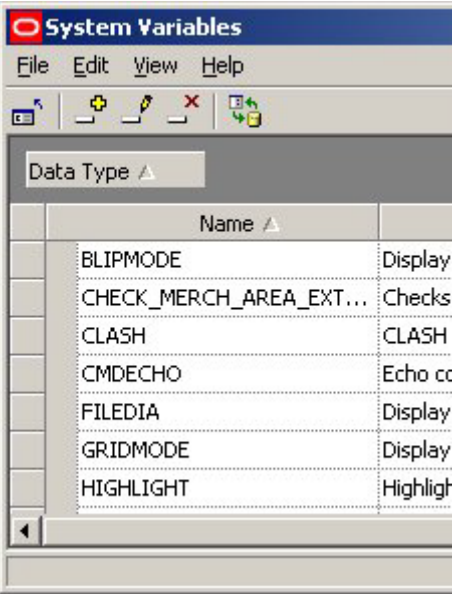 System Variables
File Edit View Help
Data Type
Name
BLIPMODE Display
CHECK_MERCH_AREA_EXT... Checks
CLASH CLASH
CMDECHO Echo co
FILEDIA Display
GRIDMODE Display
HIGHLIGHT Highligh